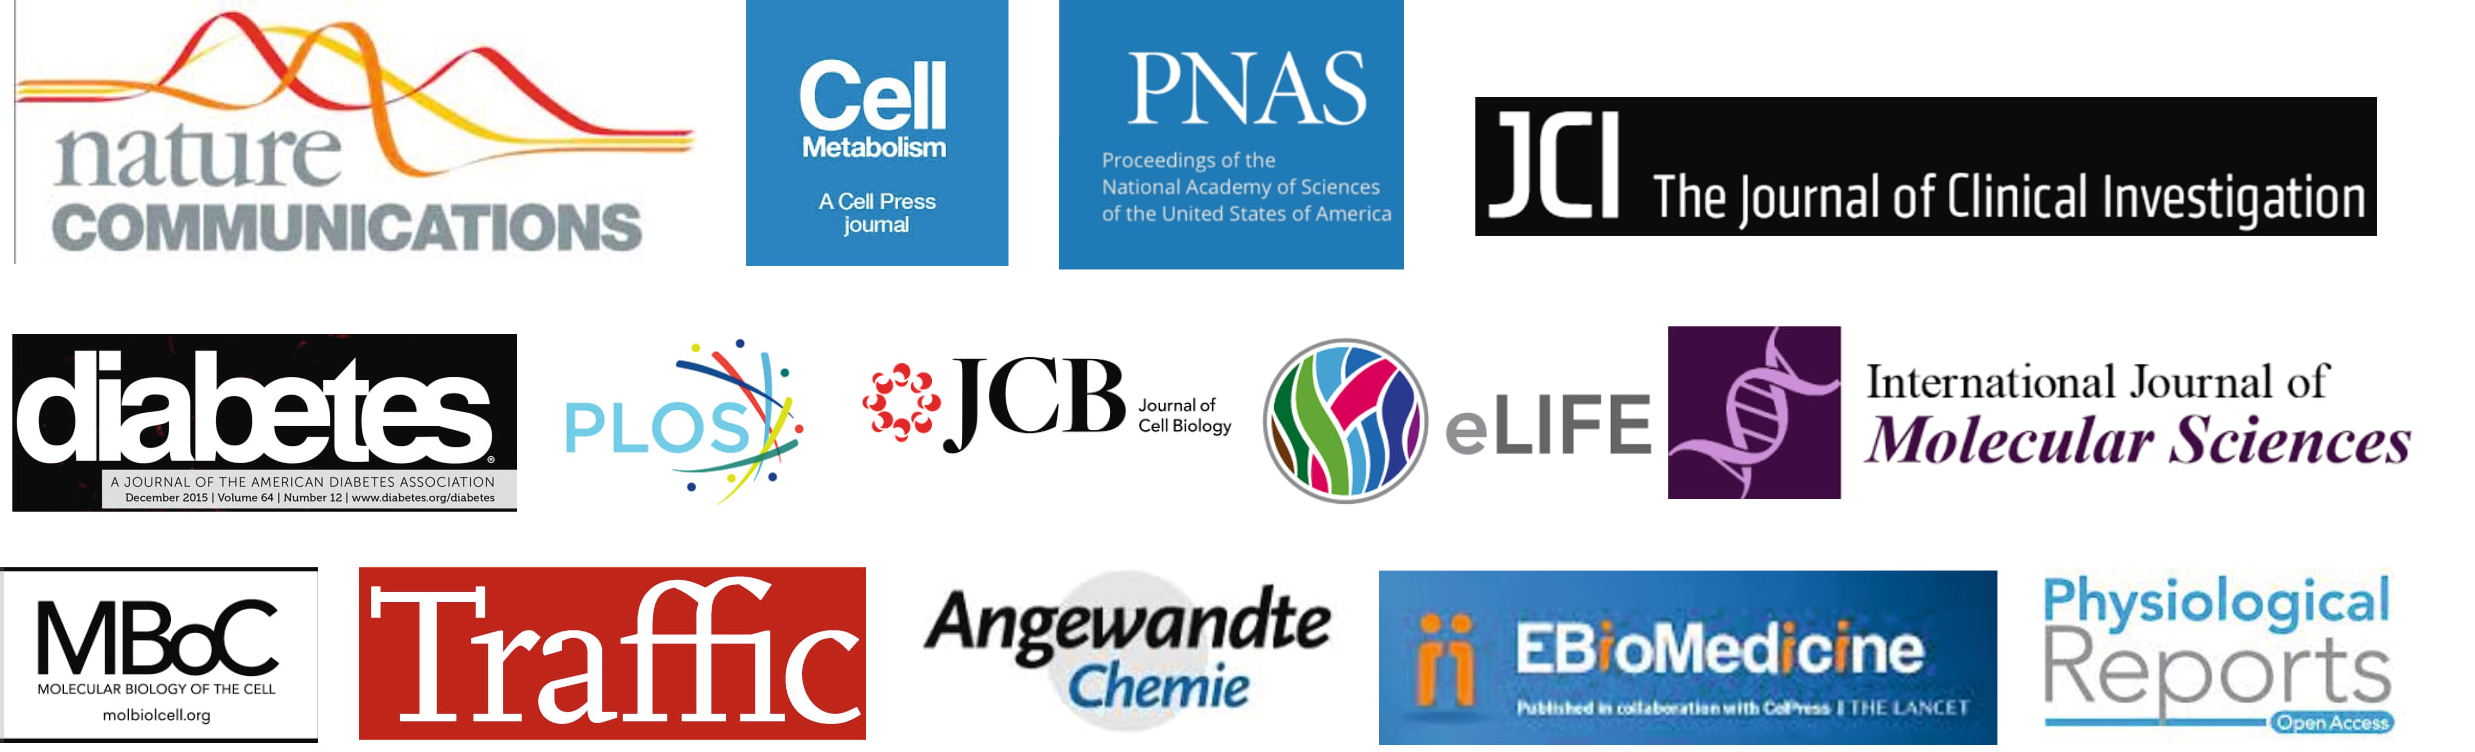 nature
COMMUNICATIONS
Cell
Metabolism
A Cell Press
journal
PNAS
Proceedings of the
National Academy of Sciences
of the United States of America
JCI The Journal of Clinical Investigation
diabetes®
A JOURNAL OF THE AMERICAN DIABETES ASSOCIATION
December 2015 | Volume 64 | Number 12 | www.diabetes.org/diabetes
PLOS
JCB
Journal of
Cell Biology
eLIFE
International Journal of
Molecular Sciences
MBoC
MOLECULAR BIOLOGY OF THE CELL
molbiolcell.org
Traffic
Angewandte
Chemie
EBioMedicine
Published in collaboration with CellPress | THE LANCET
Physiological
Reports
Open Access